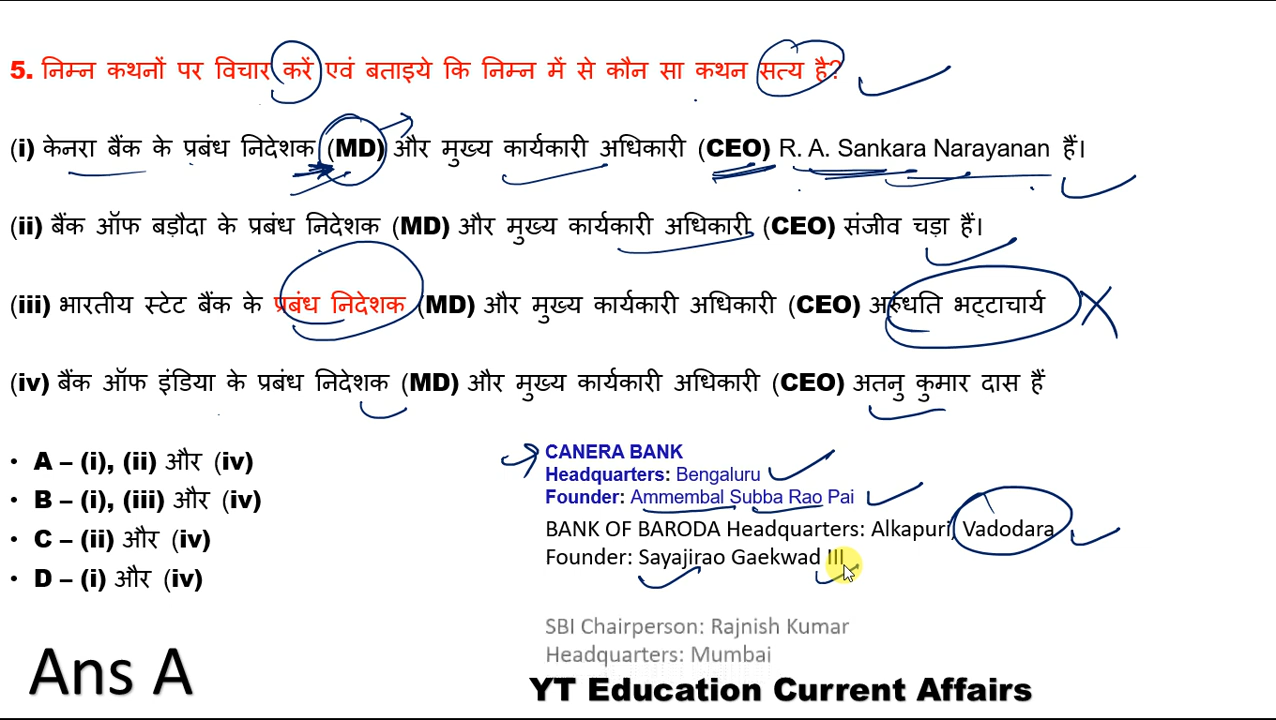 5. निम्न कथनों पर विचार करें एवं बताइये कि निम्न में से कौन सा कथन सत्य है?
(i) केनरा बैंक के प्रबंध निदेशक (MD) और मुख्य कार्यकारी अधिकारी (CEO) R. A. Sankara Narayanan हैं।
(ii) बैंक ऑफ बड़ौदा के प्रबंध निदेशक (MD) और मुख्य कार्यकारी अधिकारी (CEO) संजीव चड़ा हैं।
(iii) भारतीय स्टेट बैंक के प्रबंध निदेशक (MD) और मुख्य कार्यकारी अधिकारी (CEO) अरुंधति भट्टाचार्य
(iv) बैंक ऑफ इंडिया के प्रबंध निदेशक (MD) और मुख्य कार्यकारी अधिकारी (CEO) अतनु कुमार दास हैं
• A – (i), (ii) और (iv)
• B – (i), (iii) और (iv)
• C – (ii) और (iv)
• D – (i) और (iv)
CANERA BANK
Headquarters: Bengaluru
Founder: Ammembal Subba Rao Pai
BANK OF BARODA Headquarters: Alkapuri, Vadodara
Founder: Sayajirao Gaekwad III
SBI Chairperson: Rajnish Kumar
Headquarters: Mumbai
Ans A
YT Education Current Affairs